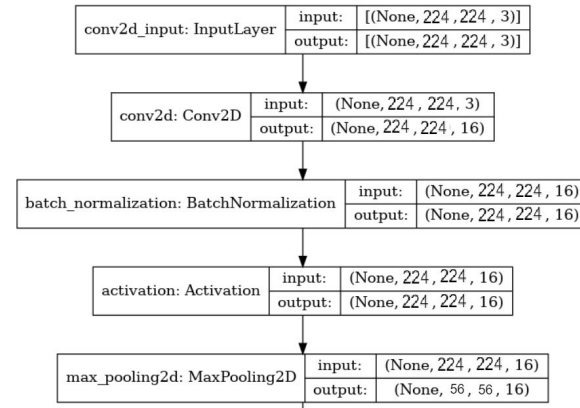 conv2d_input: InputLayer
input: [(None, 224, 224, 3)]
output: [(None, 224, 224, 3)]
conv2d: Conv2D
input: (None, 224, 224, 3)
output: (None, 224, 224, 16)
batch_normalization: BatchNormalization
input: (None, 224, 224, 16)
output: (None, 224, 224, 16)
activation: Activation
input: (None, 224, 224, 16)
output: (None, 224, 224, 16)
max_pooling2d: MaxPooling2D
input: (None, 224, 224, 16)
output: (None, 56, 56, 16)